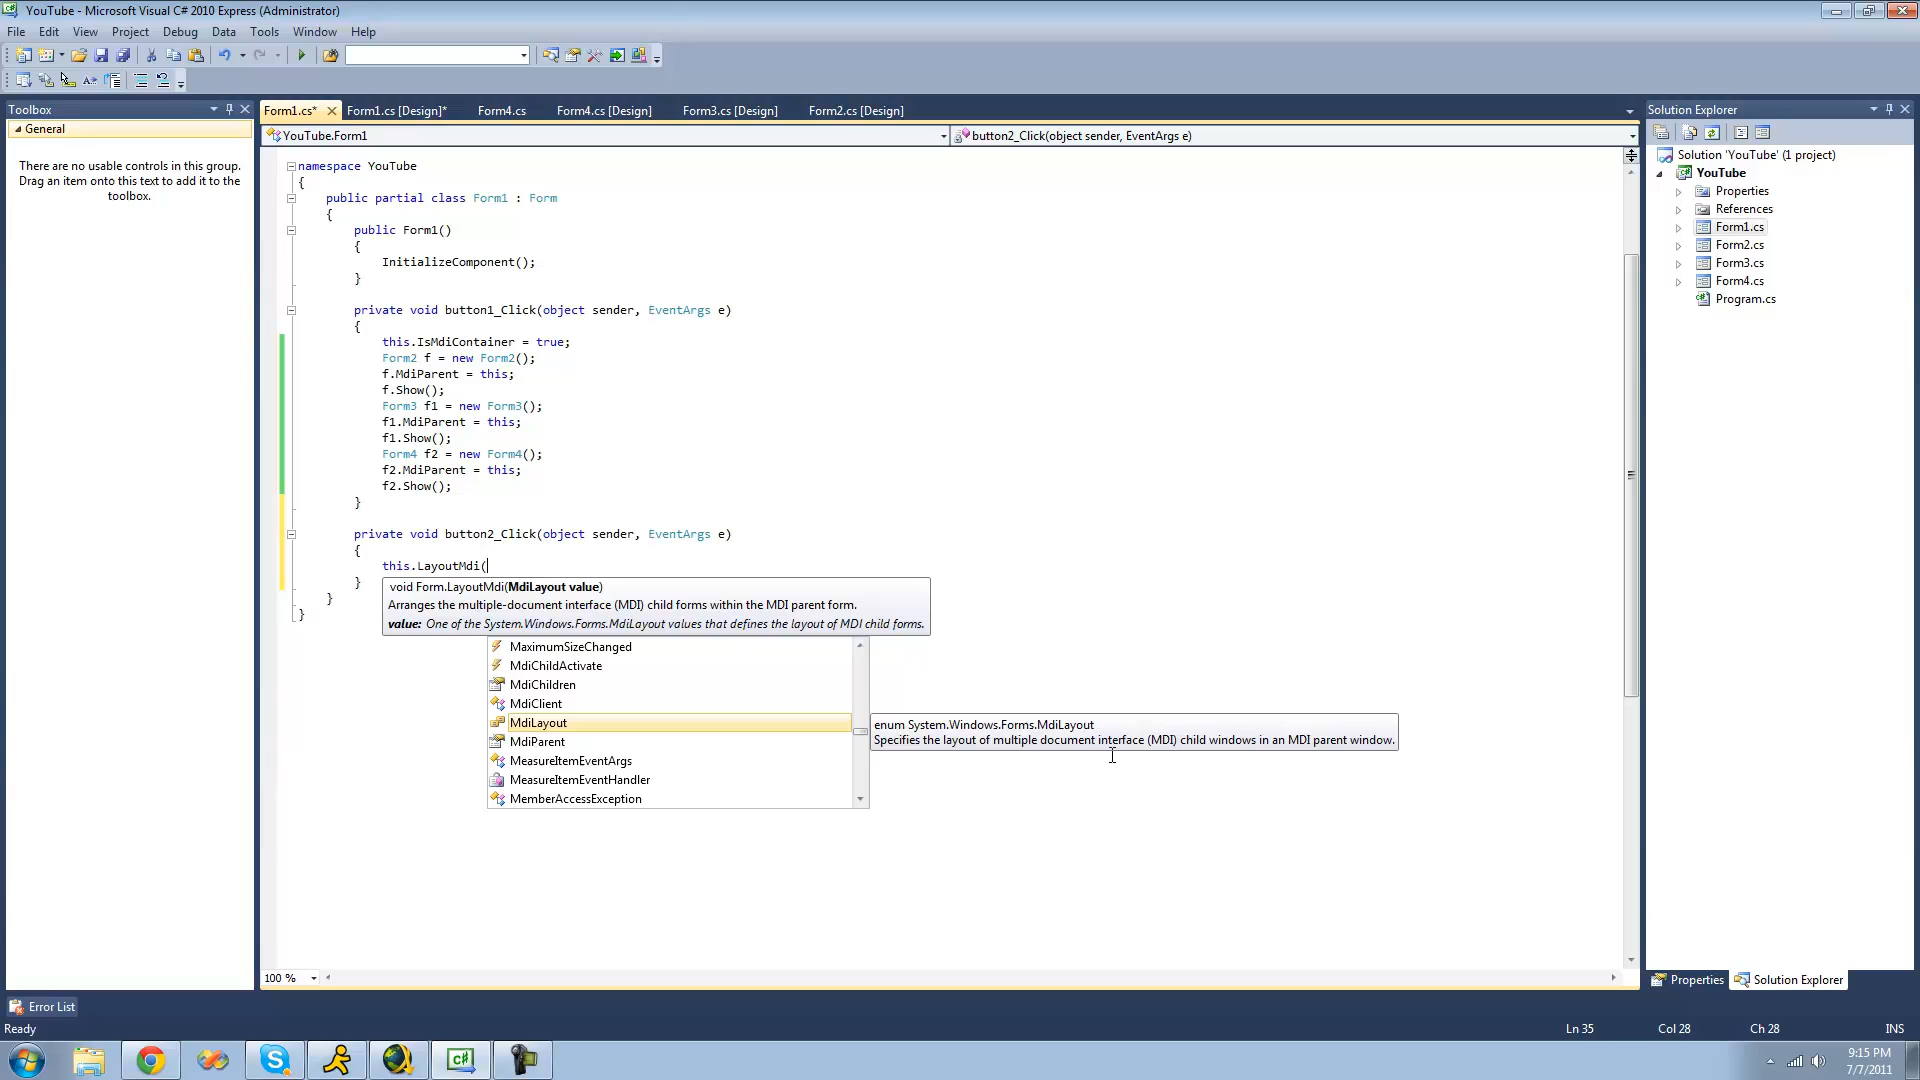 YouTube - Microsoft Visual C# 2010 Express (Administrator)
File Edit View Project Debug Data Tools Window Help
Toolbox
General
There are no usable controls in this group. Drag an item onto this text to add it to the toolbox.
Form1.cs* Form1.cs [Design]* Form4.cs Form4.cs [Design] Form3.cs [Design] Form2.cs [Design]
YouTube.Form1 button2_Click(object sender, EventArgs e)
namespace YouTube
{
public partial class Form1 : Form
{
public Form1()
{
InitializeComponent();
}
private void button1_Click(object sender, EventArgs e)
{
this.IsMdiContainer = true;
Form2 f = new Form2();
f.MdiParent = this;
f.Show();
Form3 f1 = new Form3();
f1.MdiParent = this;
f1.Show();
Form4 f2 = new Form4();
f2.MdiParent = this;
f2.Show();
}
private void button2_Click(object sender, EventArgs e)
{
this.LayoutMdi(
}
}
}
void Form.LayoutMdi(MdiLayout value)
Arranges the multiple-document interface (MDI) child forms within the MDI parent form.
value: One of the System.Windows.Forms.MdiLayout values that defines the layout of MDI child forms.
MaximumSizeChanged
MdiChildActivate
MdiChildren
MdiClient
MdiLayout
MdiParent
MeasureItemEventArgs
MeasureItemEventHandler
MemberAccessException
enum System.Windows.Forms.MdiLayout
Specifies the layout of multiple document interface (MDI) child windows in an MDI parent window.
100 %
Solution Explorer
Solution 'YouTube' (1 project)
YouTube
Properties
References
Form1.cs
Form2.cs
Form3.cs
Form4.cs
Program.cs
Properties Solution Explorer
Error List
Ready Ln 35 Col 28 Ch 28 INS
9:15 PM
7/7/2011